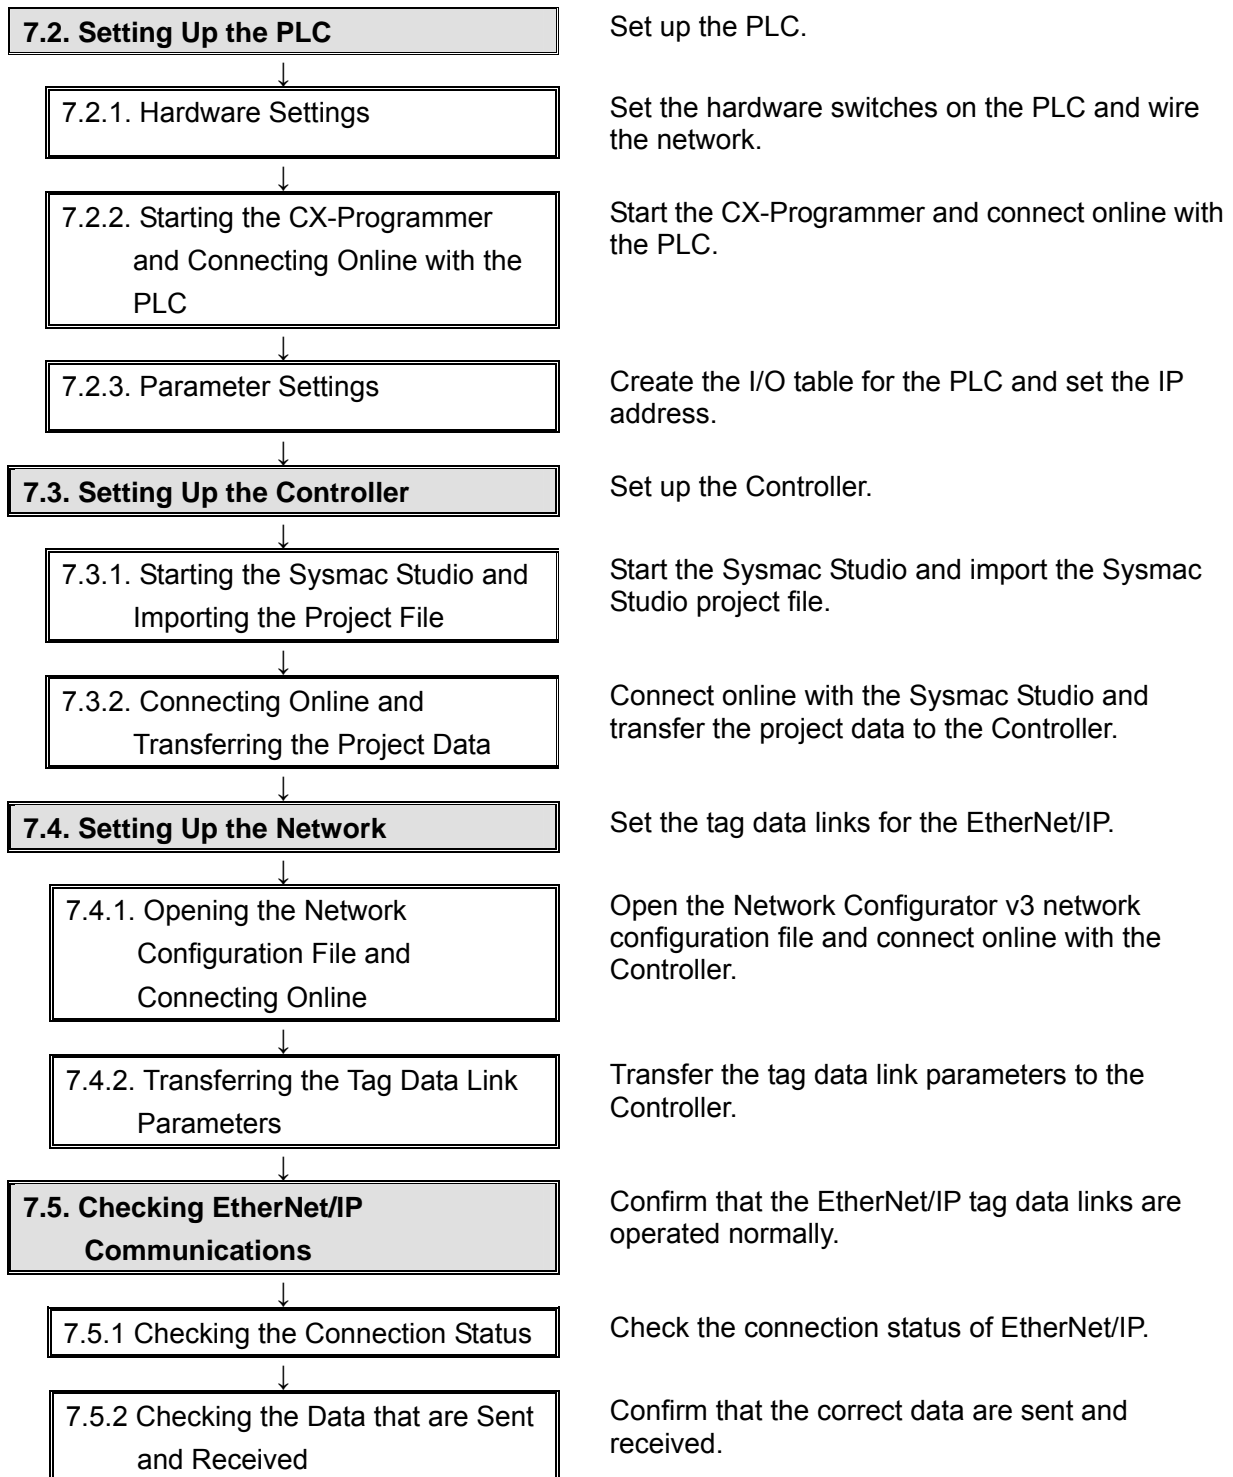 7.2. Setting Up the PLC
Set up the PLC.
↓
7.2.1. Hardware Settings
Set the hardware switches on the PLC and wire
the network.
↓
7.2.2. Starting the CX-Programmer
and Connecting Online with the
PLC
Start the CX-Programmer and connect online with
the PLC.
↓
7.2.3. Parameter Settings
Create the I/O table for the PLC and set the IP
address.
↓
7.3. Setting Up the Controller
Set up the Controller.
↓
7.3.1. Starting the Sysmac Studio and
Importing the Project File
Start the Sysmac Studio and import the Sysmac
Studio project file.
↓
7.3.2. Connecting Online and
Transferring the Project Data
Connect online with the Sysmac Studio and
transfer the project data to the Controller.
↓
7.4. Setting Up the Network
Set the tag data links for the EtherNet/IP.
↓
7.4.1. Opening the Network
Configuration File and
Connecting Online
Open the Network Configurator v3 network
configuration file and connect online with the
Controller.
↓
7.4.2. Transferring the Tag Data Link
Parameters
Transfer the tag data link parameters to the
Controller.
↓
7.5. Checking EtherNet/IP
Communications
Confirm that the EtherNet/IP tag data links are
operated normally.
↓
7.5.1 Checking the Connection Status
Check the connection status of EtherNet/IP.
↓
7.5.2 Checking the Data that are Sent
and Received
Confirm that the correct data are sent and
received.